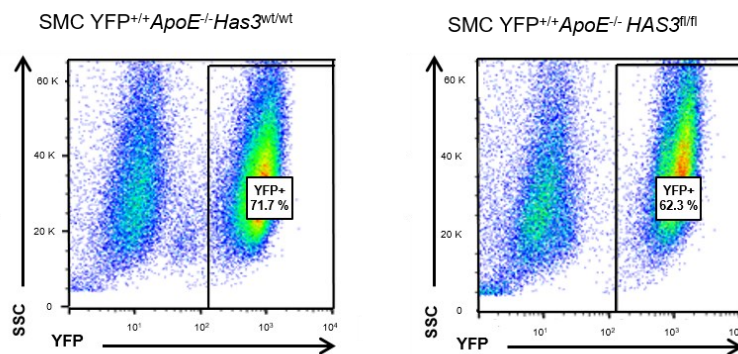 SMC YFP+/+ApoE-/-Has3wt/wt
SMC YFP+/+ApoE-/- HAS3fl/fl
60 K
40 K
20 K
0
SSC
YFP+
71.7 %
10¹
10²
10³
10⁴
YFP
60 K
40 K
20 K
0
SSC
YFP+
62.3 %
10¹
10²
10³
YFP